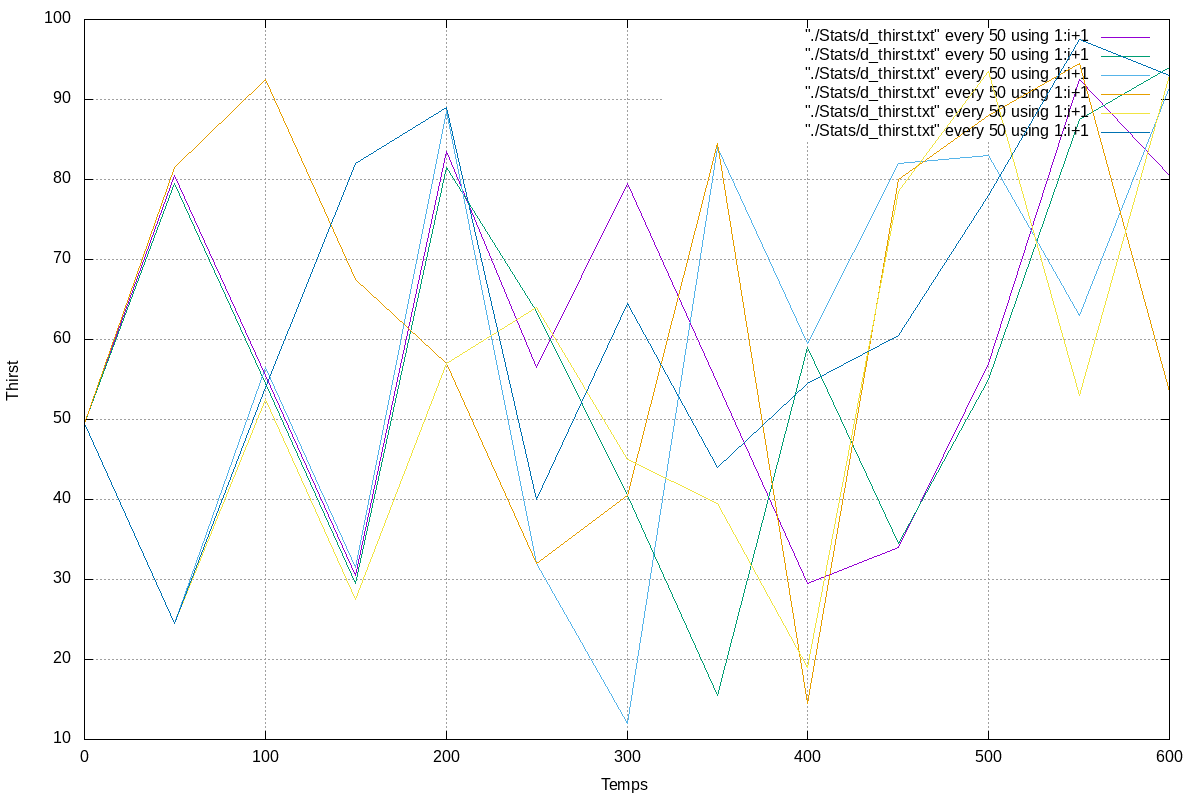 100
90
80
70
60
50
40
30
20
10
0 100 200 300 400 500 600
Thirst
Temps
"./Stats/d_thirst.txt" every 50 using 1:i+1
"./Stats/d_thirst.txt" every 50 using 1:i+1
"./Stats/d_thirst.txt" every 50 using 1:i+1
"./Stats/d_thirst.txt" every 50 using 1:i+1
"./Stats/d_thirst.txt" every 50 using 1:i+1
"./Stats/d_thirst.txt" every 50 using 1:i+1